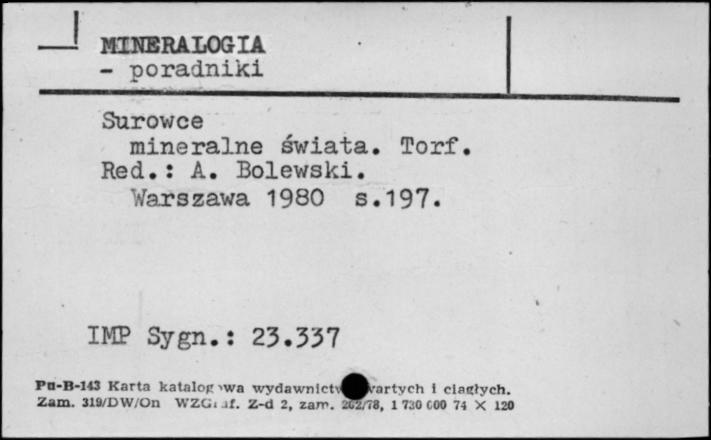 MINERALOGIA
- poradniki
Surowce
mineralne świata. Torf.
Red.: A. Bolewski.
Warszawa 1980 s.197.
IMP Sygn.: 23.337
Pu-B-143 Karta katalogowa wydawnictw zwartych i ciągłych.
Zam. 319/DW/On WZGraf. Z-d 2, zam. 262/78, 1 730 000 74 X 120